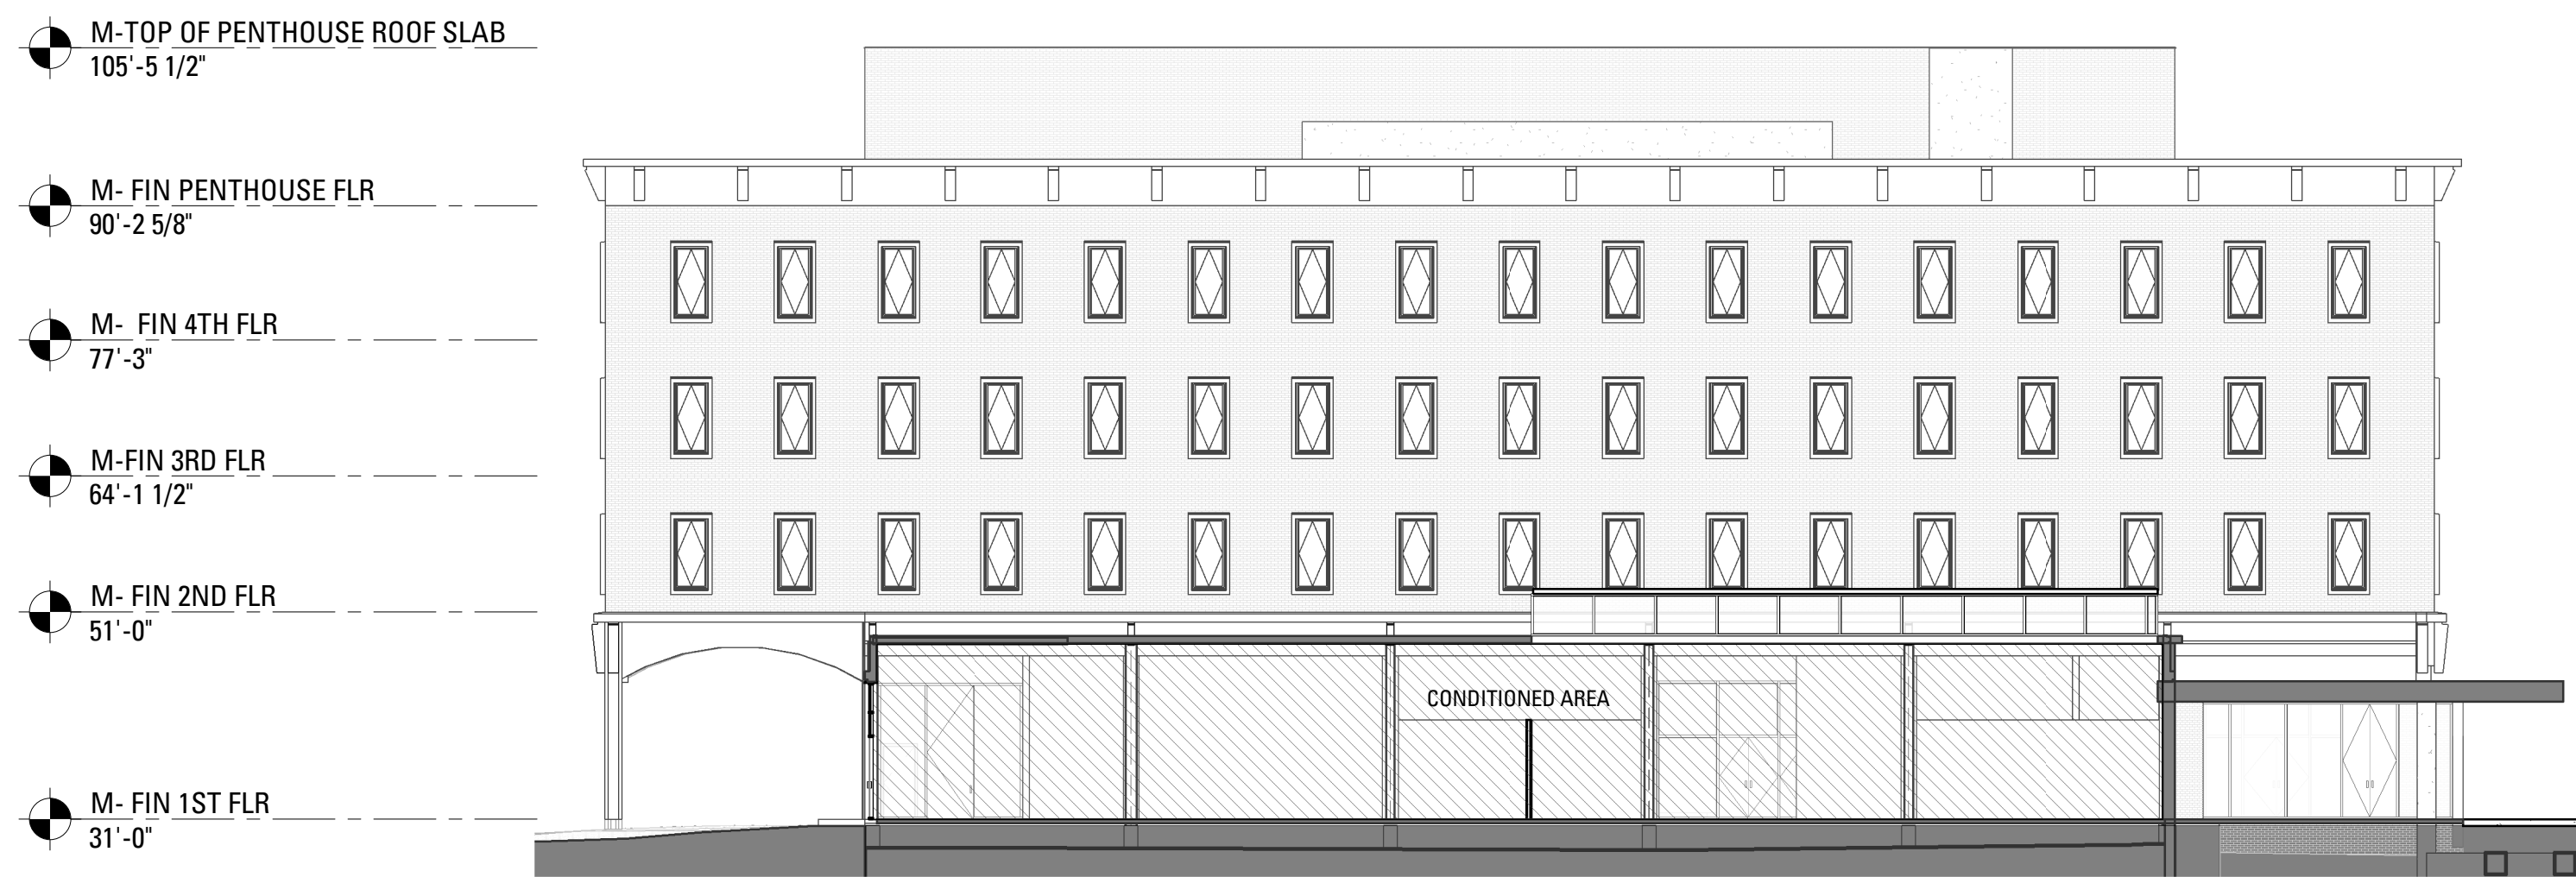 M-TOP OF PENTHOUSE ROOF SLAB
105'-5 1/2"
M- FIN PENTHOUSE FLR
90'-2 5/8"
M- FIN 4TH FLR
77'-3"
M-FIN 3RD FLR
64'-1 1/2"
M- FIN 2ND FLR
51'-0"
CONDITIONED AREA
M- FIN 1ST FLR
31'-0"